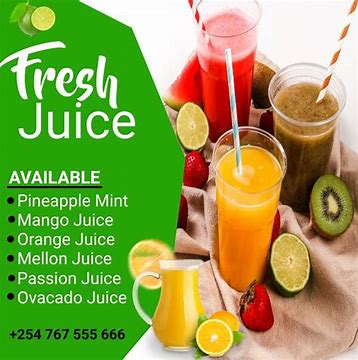 Fresh
Juice
AVAILABLE
• Pineapple Mint
• Mango Juice
• Orange Juice
• Mellon Juice
• Passion Juice
• Ovacado Juice
+254 767 555 666